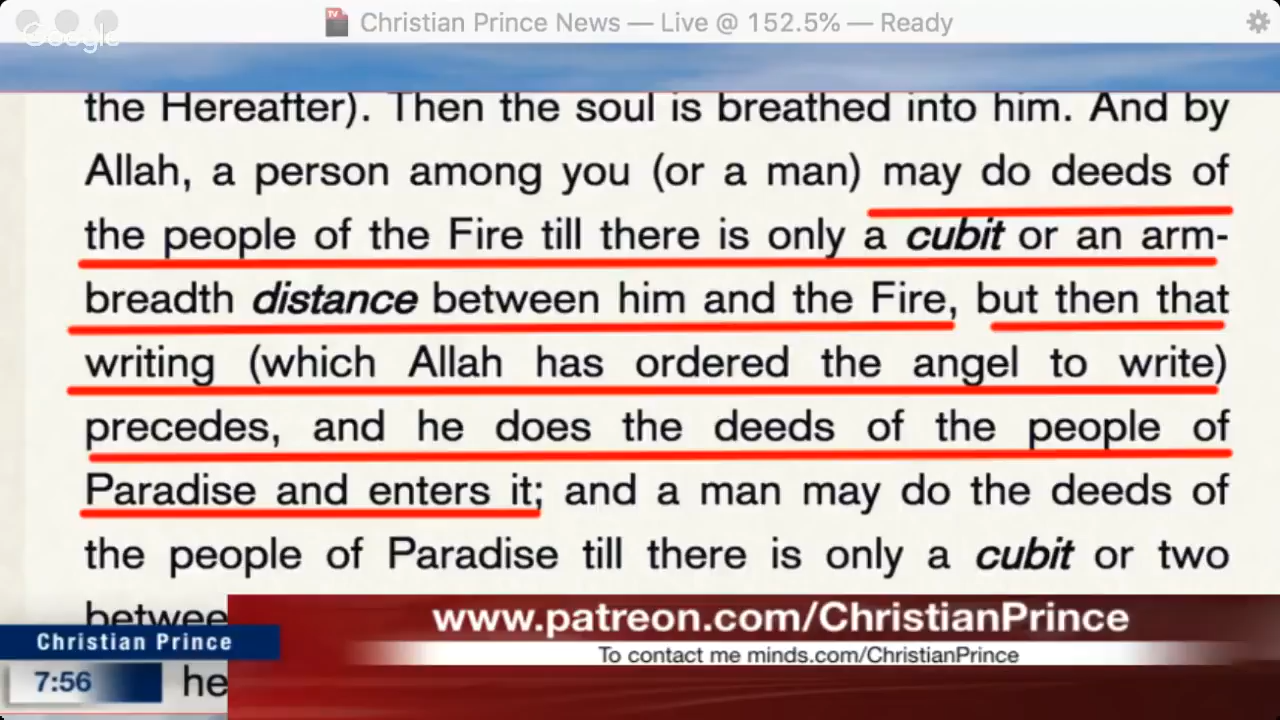 Christian Prince News — Live @ 152.5% — Ready
Google
the Hereafter). Then the soul is breathed into him. And by
Allah, a person among you (or a man) may do deeds of
the people of the Fire till there is only a cubit or an arm-
breadth distance between him and the Fire, but then that
writing (which Allah has ordered the angel to write)
precedes, and he does the deeds of the people of
Paradise and enters it; and a man may do the deeds of
the people of Paradise till there is only a cubit or two
www.patreon.com/ChristianPrince
Christian Prince
To contact me minds.com/ChristianPrince
7:56
he